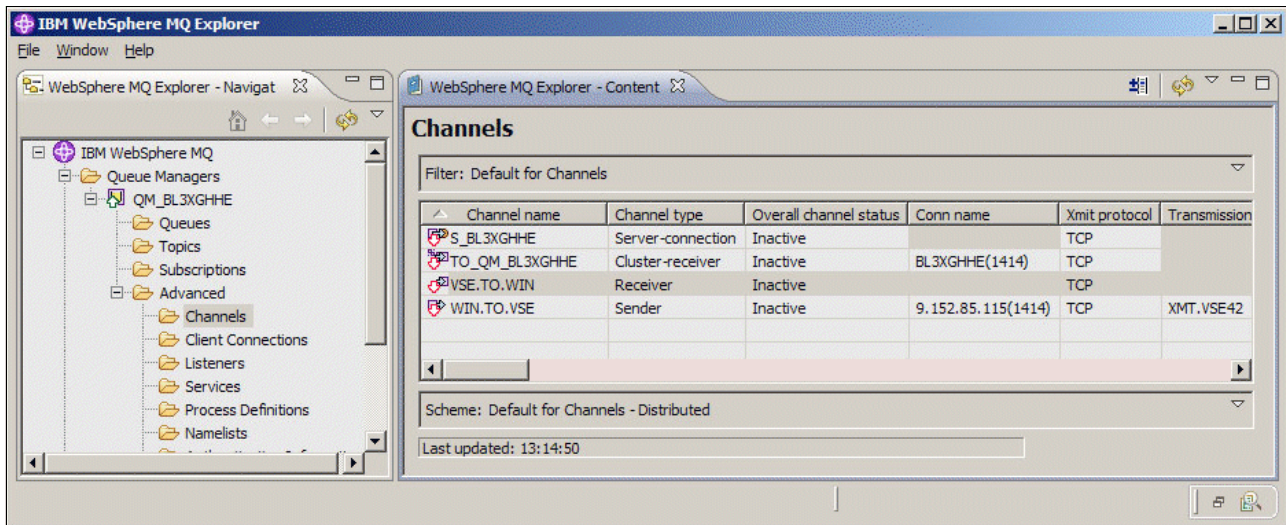 IBM WebSphere MQ Explorer
File Window Help
WebSphere MQ Explorer - Navigat
IBM WebSphere MQ
Queue Managers
QM_BL3XGHHE
Queues
Topics
Subscriptions
Advanced
Channels
Client Connections
Listeners
Services
Process Definitions
Namelists
WebSphere MQ Explorer - Content
Channels
Filter: Default for Channels
Channel name Channel type Overall channel status Conn name Xmit protocol Transmission
S_BL3XGHHE Server-connection Inactive TCP
TO_QM_BL3XGHHE Cluster-receiver Inactive BL3XGHHE(1414) TCP
VSE.TO.WIN Receiver Inactive TCP
WIN.TO.VSE Sender Inactive 9.152.85.115(1414) TCP XMT.VSE42
Scheme: Default for Channels - Distributed
Last updated: 13:14:50